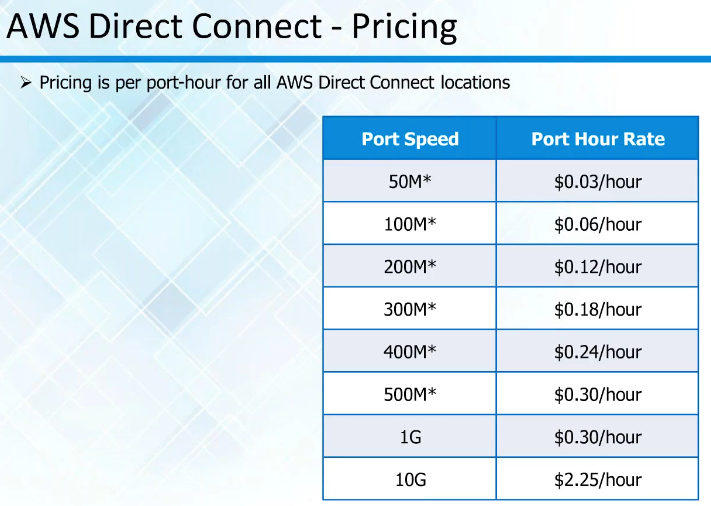 AWS Direct Connect - Pricing
➢ Pricing is per port-hour for all AWS Direct Connect locations
Port Speed Port Hour Rate
50M* $0.03/hour
100M* $0.06/hour
200M* $0.12/hour
300M* $0.18/hour
400M* $0.24/hour
500M* $0.30/hour
1G $0.30/hour
10G $2.25/hour